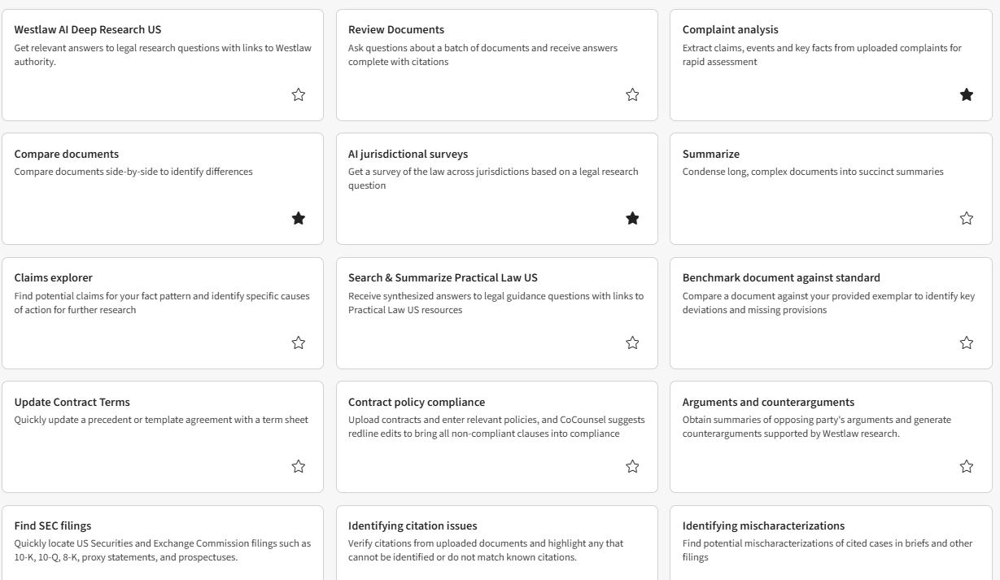 Westlaw AI Deep Research US
Get relevant answers to legal research questions with links to Westlaw
authority.
Review Documents
Ask questions about a batch of documents and receive answers
complete with citations
Complaint analysis
Extract claims, events and key facts from uploaded complaints for
rapid assessment
Compare documents
Compare documents side-by-side to identify differences
AI jurisdictional surveys
Get a survey of the law across jurisdictions based on a legal research
question
Summarize
Condense long, complex documents into succinct summaries
Claims explorer
Find potential claims for your fact pattern and identify specific causes
of action for further research
Search & Summarize Practical Law US
Receive synthesized answers to legal guidance questions with links to
Practical Law US resources
Benchmark document against standard
Compare a document against your provided exemplar to identify key
deviations and missing provisions
Update Contract Terms
Quickly update a precedent or template agreement with a term sheet
Contract policy compliance
Upload contracts and enter relevant policies, and CoCounsel suggests
redline edits to bring all non-compliant clauses into compliance
Arguments and counterarguments
Obtain summaries of opposing party's arguments and generate
counterarguments supported by Westlaw research.
Find SEC filings
Quickly locate US Securities and Exchange Commission filings such as
10-K, 10-Q, 8-K, proxy statements, and prospectuses.
Identifying citation issues
Verify citations from uploaded documents and highlight any that
cannot be identified or do not match known citations.
Identifying mischaracterizations
Find potential mischaracterizations of cited cases in briefs and other
filings